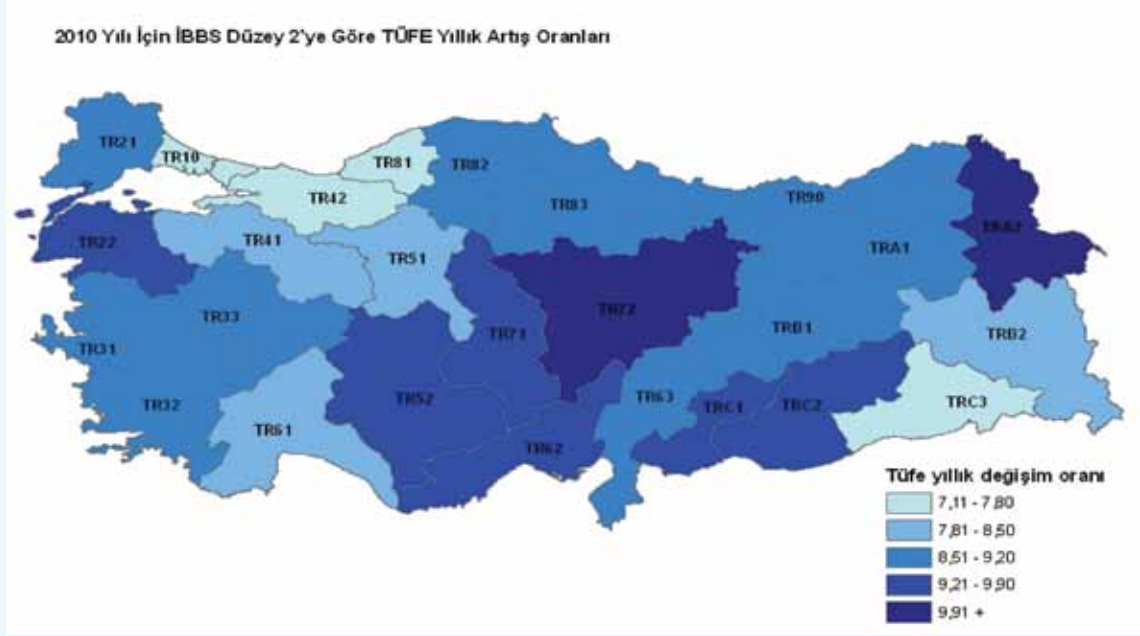 2010 Yılı İçin İBBS Düzey 2'ye Göre TÜFE Yıllık Artış Oranları
TR21
TR10
TR81
TR82
TR42
TR83
TR90
TRA2
TR22
TR41
TR51
TRA1
TR33
TR72
TR71
TRB1
TRB2
TR31
TR32
TR52
TR63
TRC1
TRC2
TRC3
TR61
TR62
Tüfe yıllık değişim oranı
7,11 - 7,80
7,81 - 8,50
8,51 - 9,20
9,21 - 9,90
9,91 +